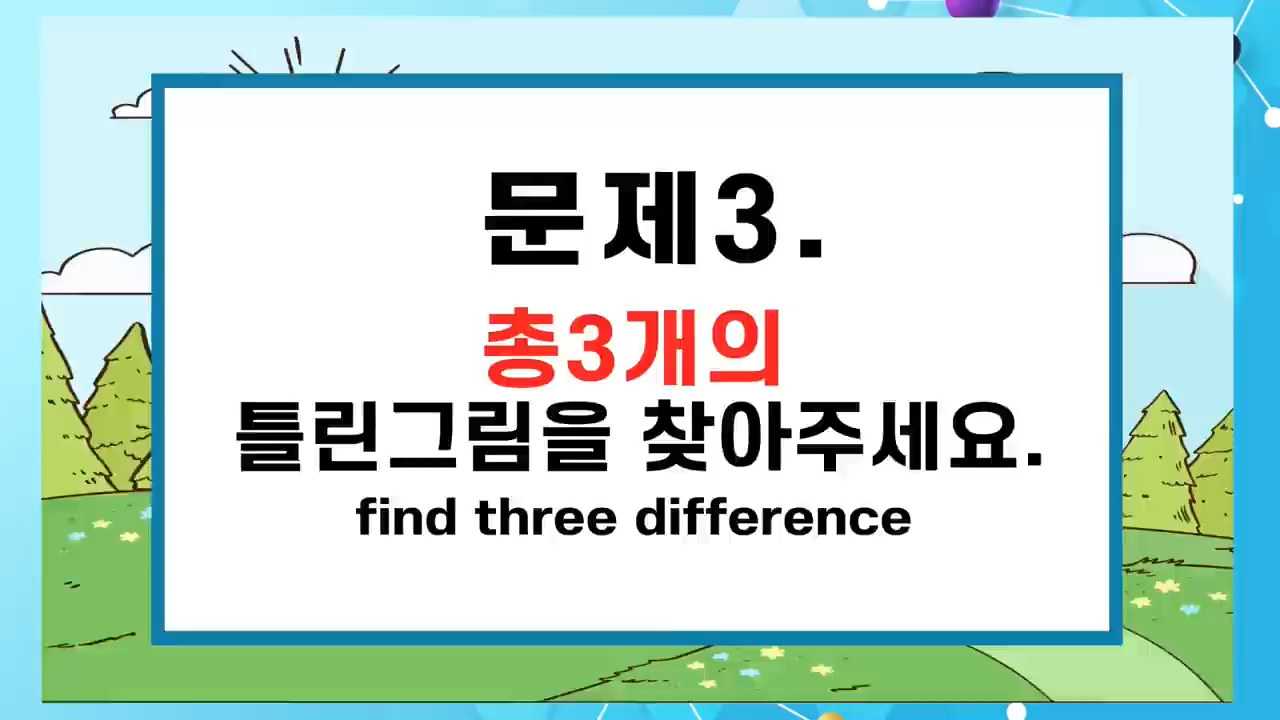 문제3.
총3개의
틀린그림을 찾아주세요.
find three difference